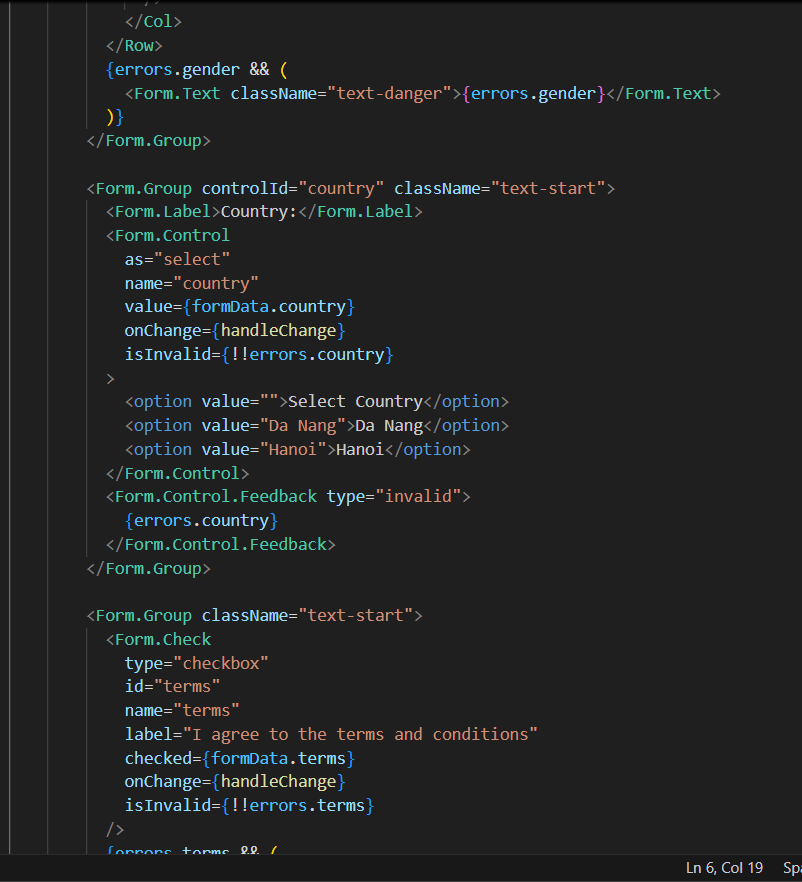 </Col>
</Row>
{errors.gender && (
<Form.Text className="text-danger">{errors.gender}</Form.Text>
)}
</Form.Group>
<Form.Group controlId="country" className="text-start">
<Form.Label>Country:</Form.Label>
<Form.Control
as="select"
name="country"
value={formData.country}
onChange={handleChange}
isInvalid={!!errors.country}
>
<option value="">Select Country</option>
<option value="Da Nang">Da Nang</option>
<option value="Hanoi">Hanoi</option>
</Form.Control>
<Form.Control.Feedback type="invalid">
{errors.country}
</Form.Control.Feedback>
</Form.Group>
<Form.Group className="text-start">
<Form.Check
type="checkbox"
id="terms"
name="terms"
label="I agree to the terms and conditions"
checked={formData.terms}
onChange={handleChange}
isInvalid={!!errors.terms}
/>
{errors.terms && (
Ln 6, Col 19